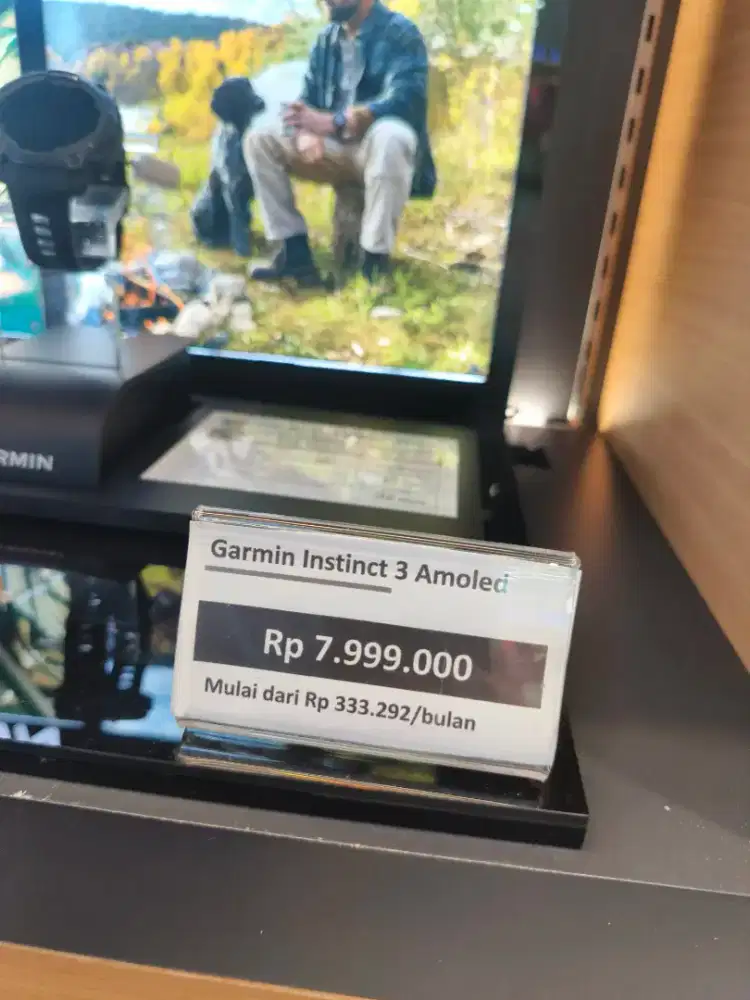 RMIN
Garmin Instinct 3 Amoled
Rp 7.999.000
Mulai dari Rp 333.292/bulan